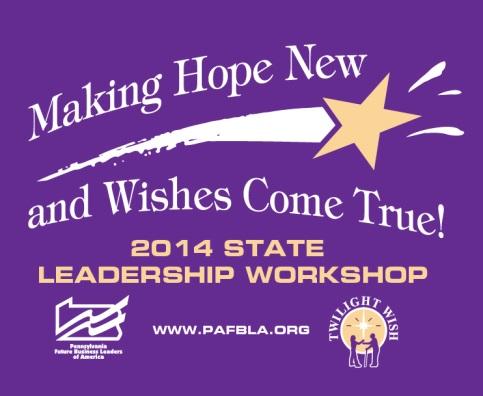 Making Hope New
and Wishes Come True!
2014 STATE
LEADERSHIP WORKSHOP
Pennsylvania
Future Business Leaders
of America
WWW.PAFBLA.ORG
TWILIGHT WISH